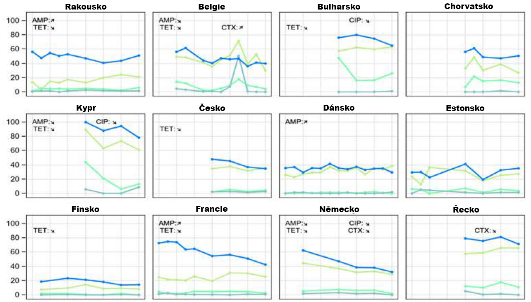 Rakousko Belgie Bulharsko Chorvatsko
100 AMP:↗ AMP:↘ CIP:↘
TET:↘ TET:↘ CTX:↗ TET:↘
80
60
40
20
0
Kypr Česko Dánsko Estonsko
100 CIP:↘ AMP:↗
TET:↘ TET:↘
80
60
40
20
0
Finsko Francie Německo Řecko
100 AMP:↗ AMP:↘ CIP:↘
TET:↘ TET:↘ TET:↘ CTX:↘ TET:↘
80
60
40
20
0